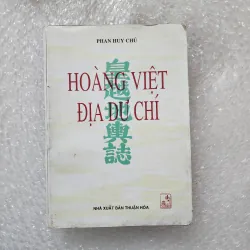 PHAN HUY CHÚ
HOÀNG VIỆT
ĐỊA DƯ CHÍ
皇越地輿誌
NHÀ XUẤT BẢN THUẬN HÓA